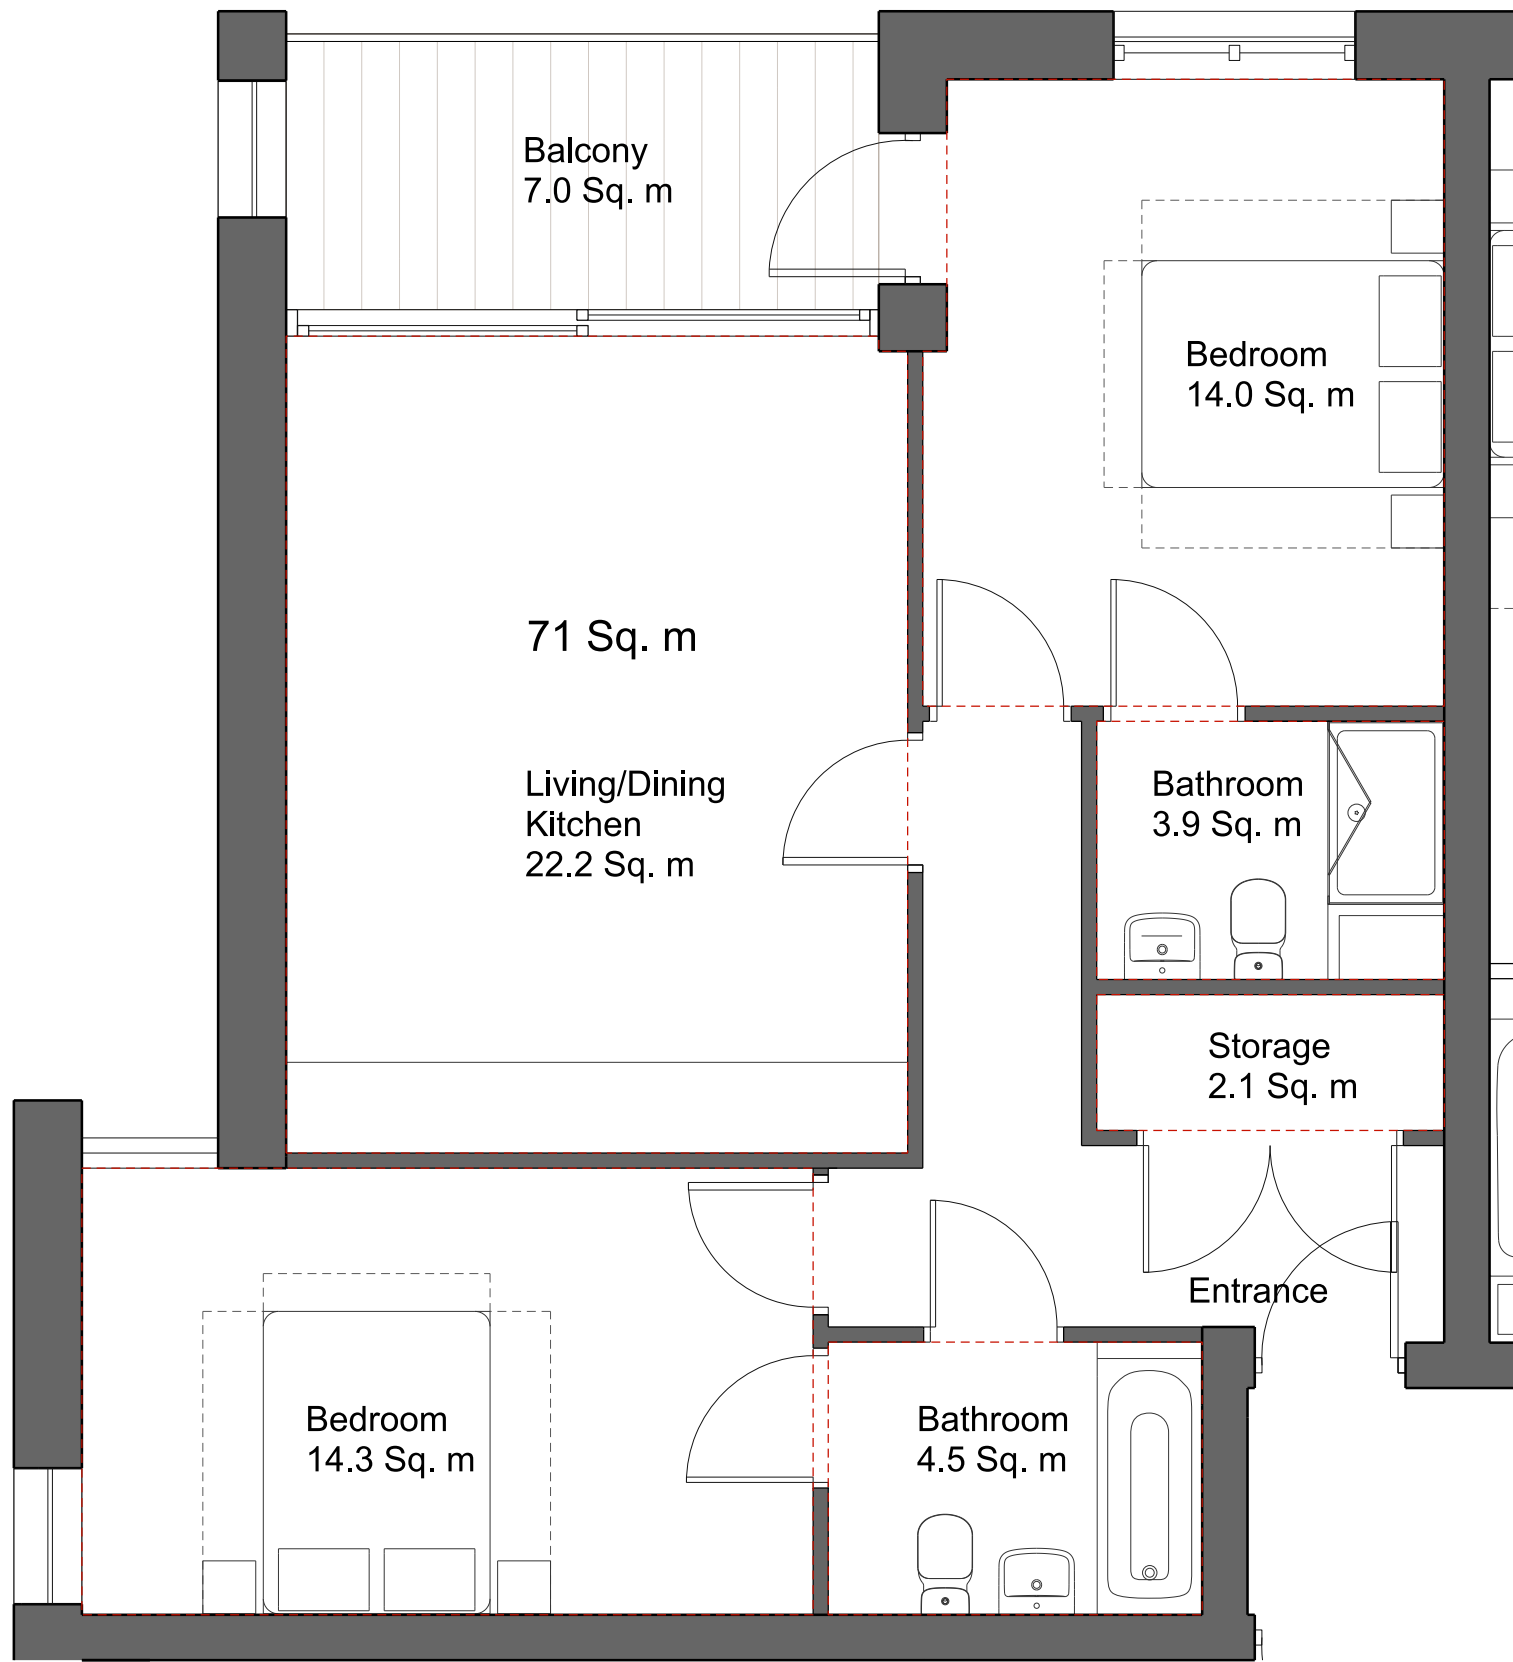 Balcony
7.0 Sq. m
Bedroom
14.0 Sq. m
71 Sq. m
Living/Dining
Kitchen
22.2 Sq. m
Bathroom
3.9 Sq. m
Storage
2.1 Sq. m
Entrance
Bedroom
14.3 Sq. m
Bathroom
4.5 Sq. m